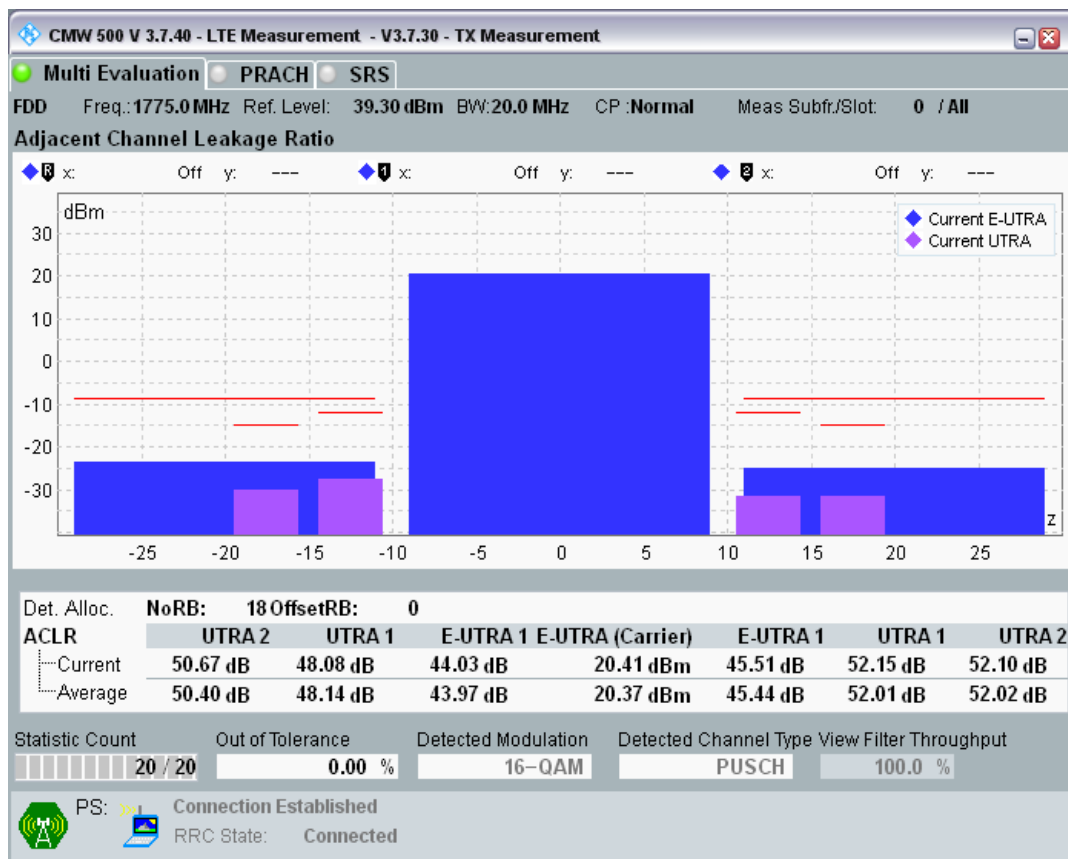 CMW 500 V 3.7.40 - LTE Measurement - V3.7.30 - TX Measurement
Multi Evaluation PRACH SRS
FDD Freq.:1775.0 MHz Ref. Level: 39.30 dBm BW:20.0 MHz CP :Normal Meas Subfr./Slot: 0 / All
Adjacent Channel Leakage Ratio
R x: Off y: --- 1 x: Off y: --- 2 x: Off y: ---
dBm
Current E-UTRA
Current UTRA
30
20
10
0
-10
-20
-30
z
-25 -20 -15 -10 -5 0 5 10 15 20 25
Det. Alloc. NoRB: 18 OffsetRB: 0
ACLR UTRA 2 UTRA 1 E-UTRA 1 E-UTRA (Carrier) E-UTRA 1 UTRA 1 UTRA 2
Current 50.67 dB 48.08 dB 44.03 dB 20.41 dBm 45.51 dB 52.15 dB 52.10 dB
Average 50.40 dB 48.14 dB 43.97 dB 20.37 dBm 45.44 dB 52.01 dB 52.02 dB
Statistic Count Out of Tolerance Detected Modulation Detected Channel Type View Filter Throughput
20 / 20 0.00 % 16-QAM PUSCH 100.0 %
PS: Connection Established
RRC State: Connected